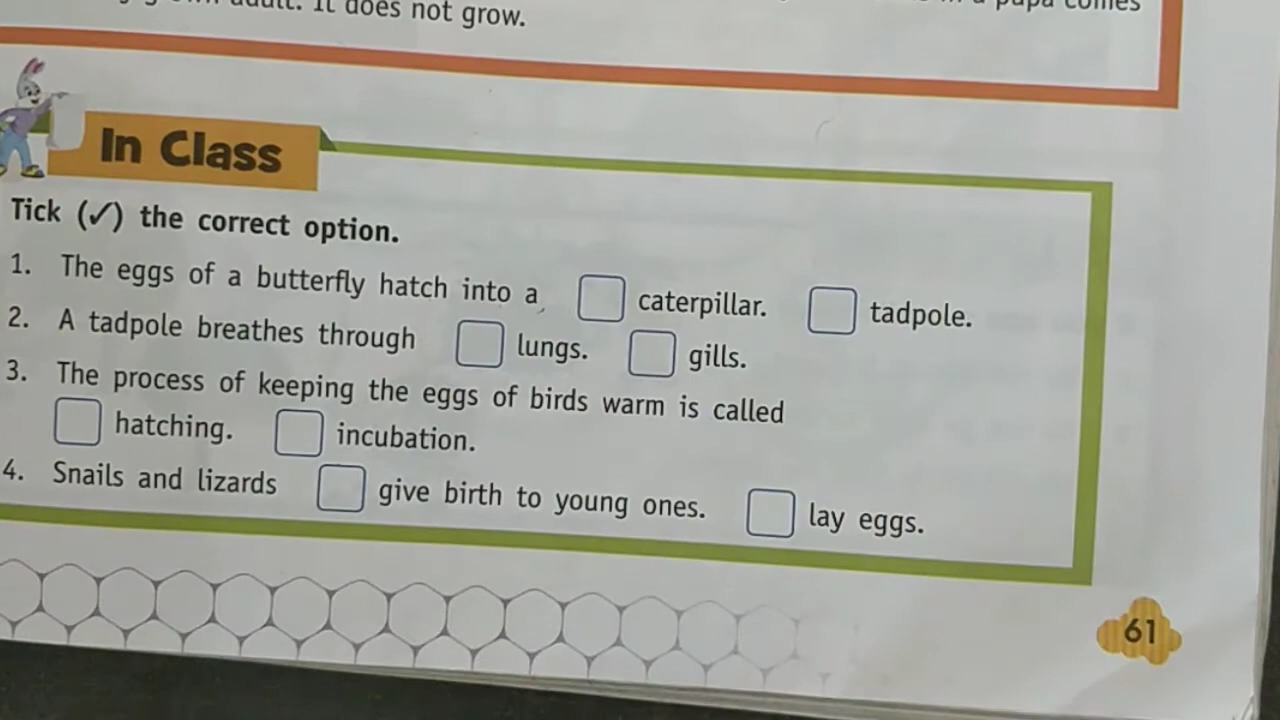 It does not grow.
In Class
Tick (✓) the correct option.
1. The eggs of a butterfly hatch into a caterpillar. tadpole.
2. A tadpole breathes through lungs. gills.
3. The process of keeping the eggs of birds warm is called
hatching. incubation.
4. Snails and lizards give birth to young ones. lay eggs.
61